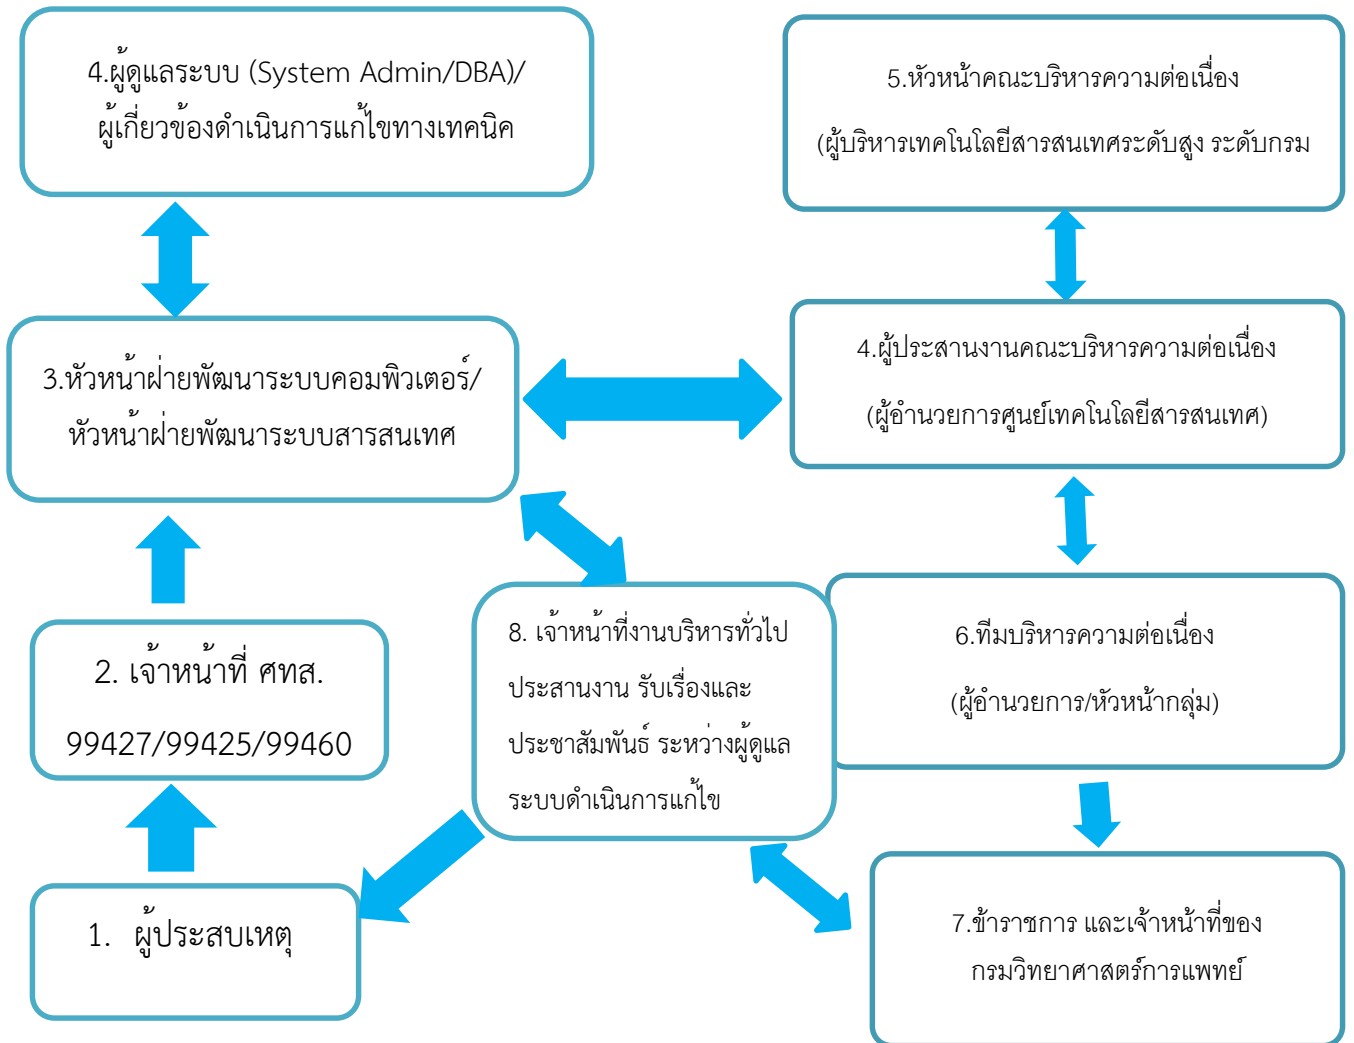 4.ผู้ดูแลระบบ (System Admin/DBA)/
ผู้เกี่ยวข้องดำเนินการแก้ไขทางเทคนิค
5.หัวหน้าคณะบริหารความต่อเนื่อง
(ผู้บริหารเทคโนโลยีสารสนเทศระดับสูง ระดับกรม
3.หัวหน้าฝ่ายพัฒนาระบบคอมพิวเตอร์/
หัวหน้าฝ่ายพัฒนาระบบสารสนเทศ
4.ผู้ประสานงานคณะบริหารความต่อเนื่อง
(ผู้อำนวยการศูนย์เทคโนโลยีสารสนเทศ)
2. เจ้าหน้าที่ ศทส.
99427/99425/99460
8. เจ้าหน้าที่งานบริหารทั่วไป
ประสานงาน รับเรื่องและ
ประชาสัมพันธ์ ระหว่างผู้ดูแล
ระบบดำเนินการแก้ไข
6.ทีมบริหารความต่อเนื่อง
(ผู้อำนวยการ/หัวหน้ากลุ่ม)
1. ผู้ประสบเหตุ
7.ข้าราชการ และเจ้าหน้าที่ของ
กรมวิทยาศาสตร์การแพทย์